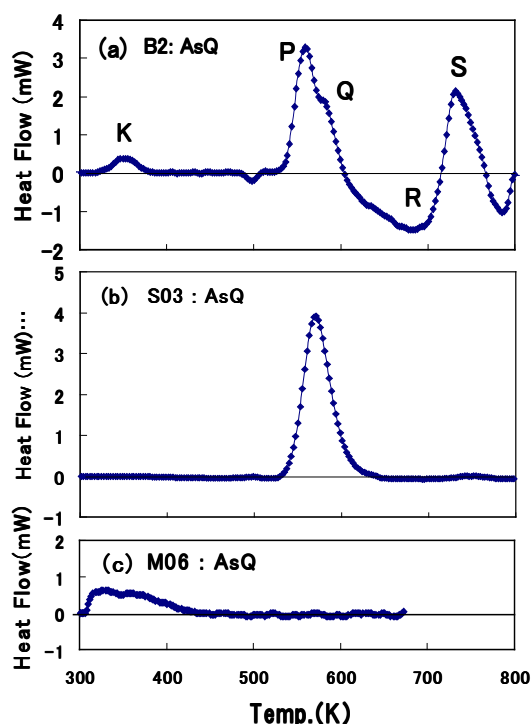 4
(a) B2: AsQ
P
3
Q
S
2
K
1
0
R
-1
-2
Heat Flow (mW)
5
(b) S03 : AsQ
4
3
2
1
0
-1
Heat Flow (mW)…
2
(c) M06 : AsQ
1
0
-1
Heat Flow(mW)
300 400 500 600 700 800
Temp.(K)